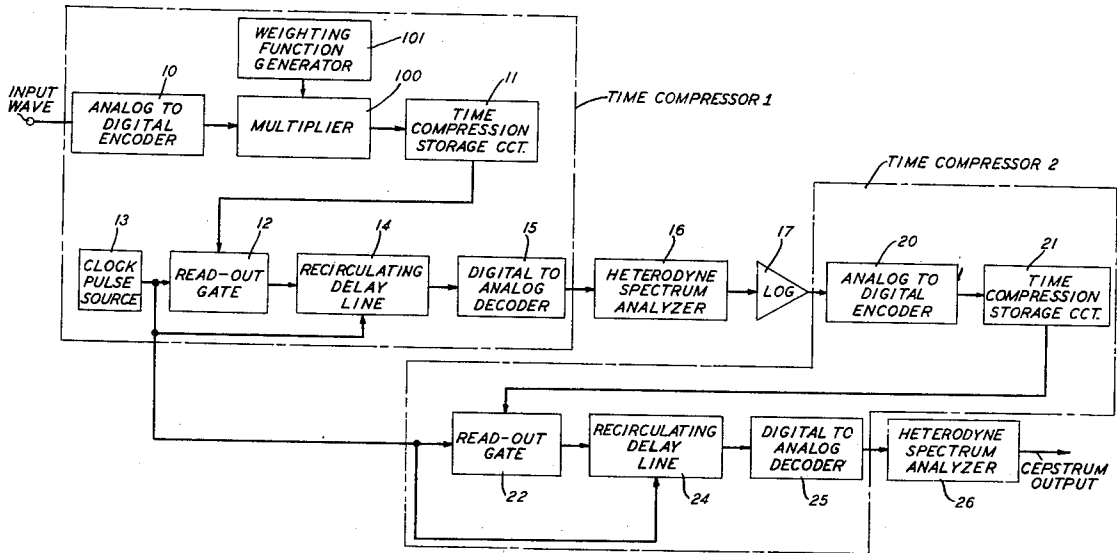 WEIGHTING
FUNCTION
GENERATOR
101
100
10
INPUT
WAVE
ANALOG TO
DIGITAL
ENCODER
MULTIPLIER
11
TIME
COMPRESSION
STORAGE CCT.
TIME COMPRESSOR 1
TIME COMPRESSOR 2
13
CLOCK
PULSE
SOURCE
12
READ-OUT
GATE
14
RECIRCULATING
DELAY
LINE
15
DIGITAL TO
ANALOG
DECODER
16
HETERODYNE
SPECTRUM
ANALYZER
17
LOG
20
ANALOG TO
DIGITAL
ENCODER
21
TIME
COMPRESSION
STORAGE CCT.
READ-OUT
GATE
22
RECIRCULATING
DELAY
LINE
24
DIGITAL TO
ANALOG
DECODER
25
HETERODYNE
SPECTRUM
ANALYZER
26
CEPSTRUM
OUTPUT